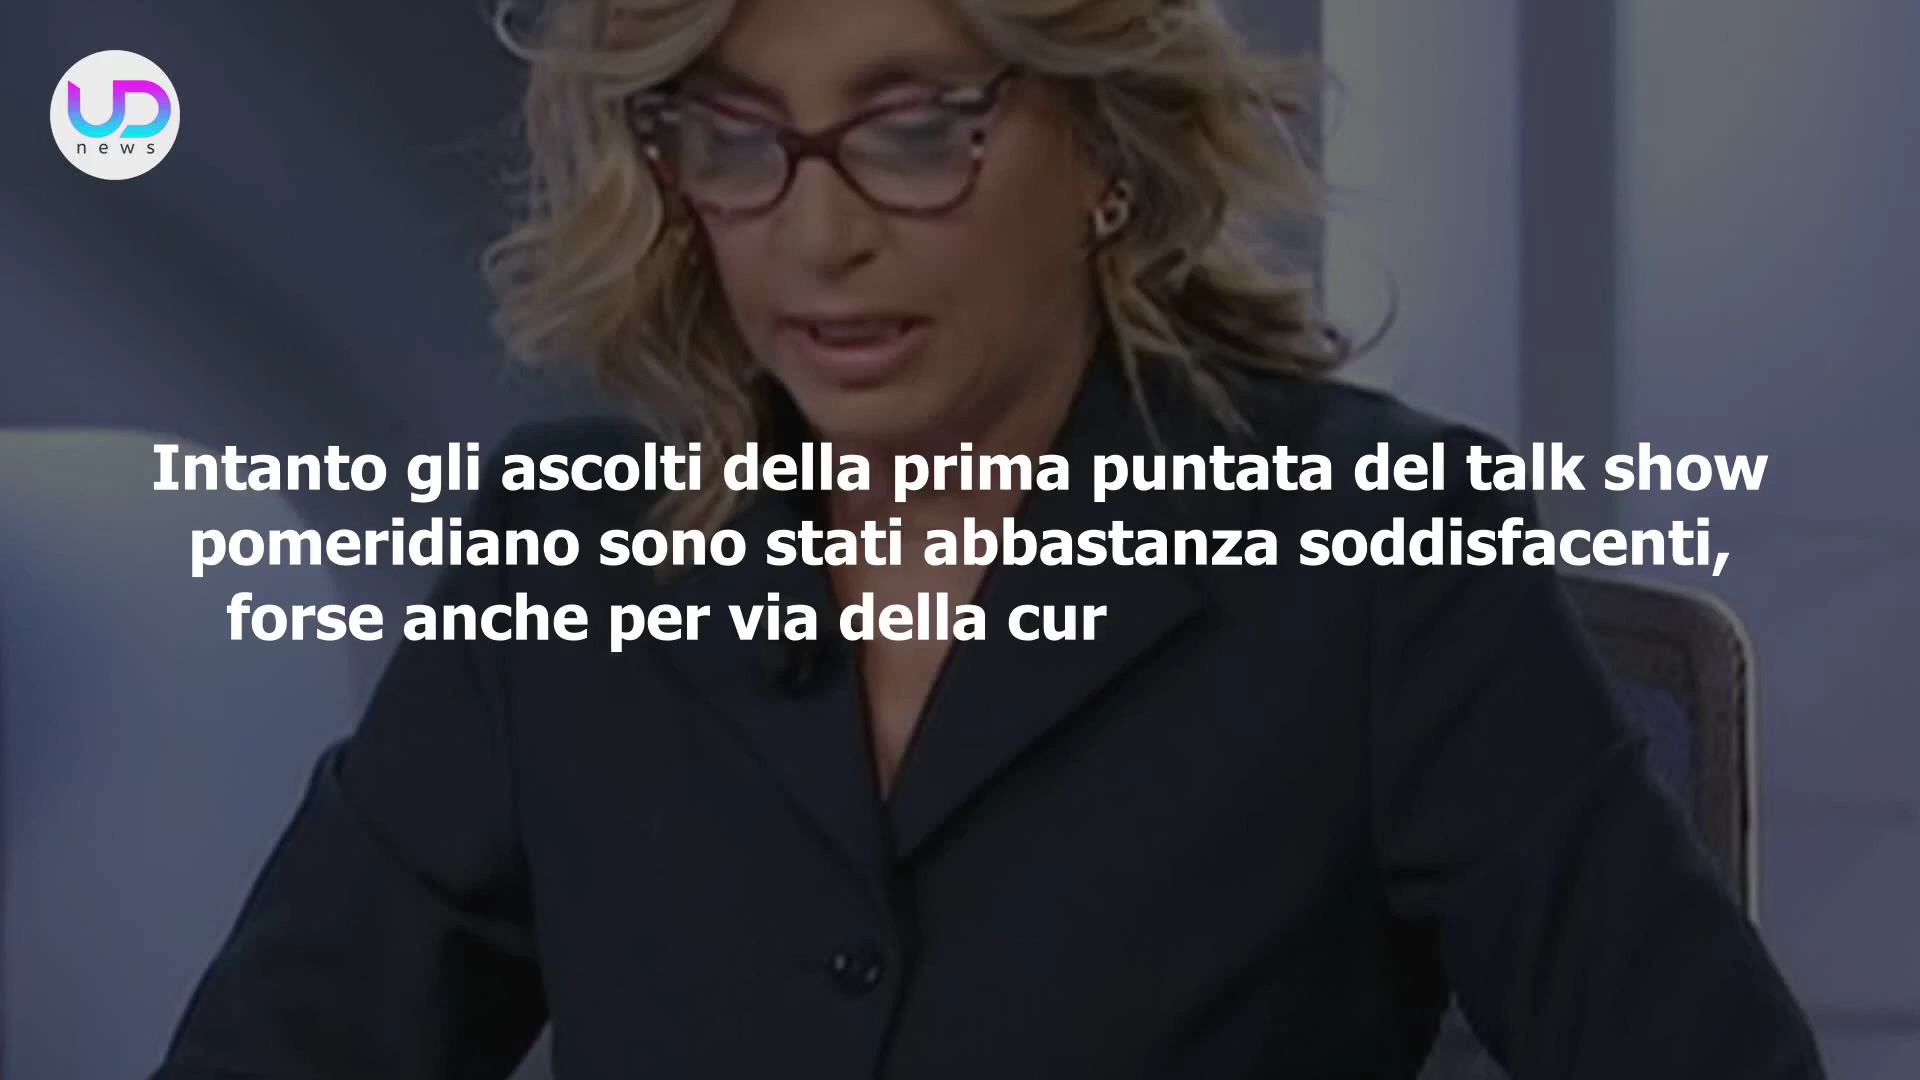 UD
news
Intanto gli ascolti della prima puntata del talk show
pomeridiano sono stati abbastanza soddisfacenti,
forse anche per via della cur